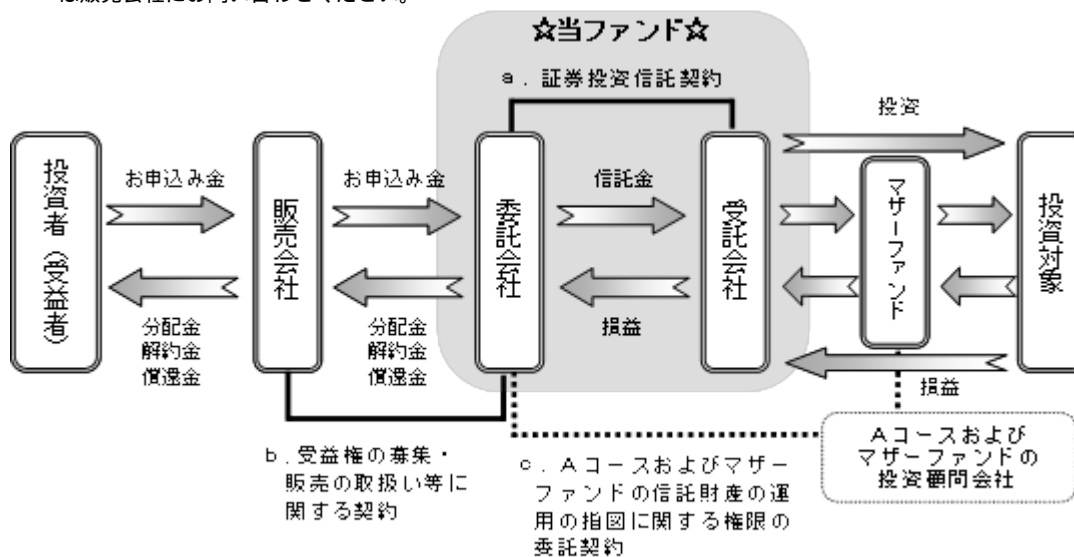 は販売会社にお問い合わせください。
☆当ファンド☆
a．証券投資信託契約
投資者（受益者）
お申込み金
分配金
解約金
償還金
販売会社
お申込み金
分配金
解約金
償還金
委託会社
信託金
損益
受託会社
投資
マザーファンド
損益
投資対象
b．受益権の募集・
販売の取扱い等に
関する契約
c．Aコースおよびマザー
ファンドの信託財産の運
用の指図に関する権限の
委託契約
Aコースおよび
マザーファンドの
投資顧問会社